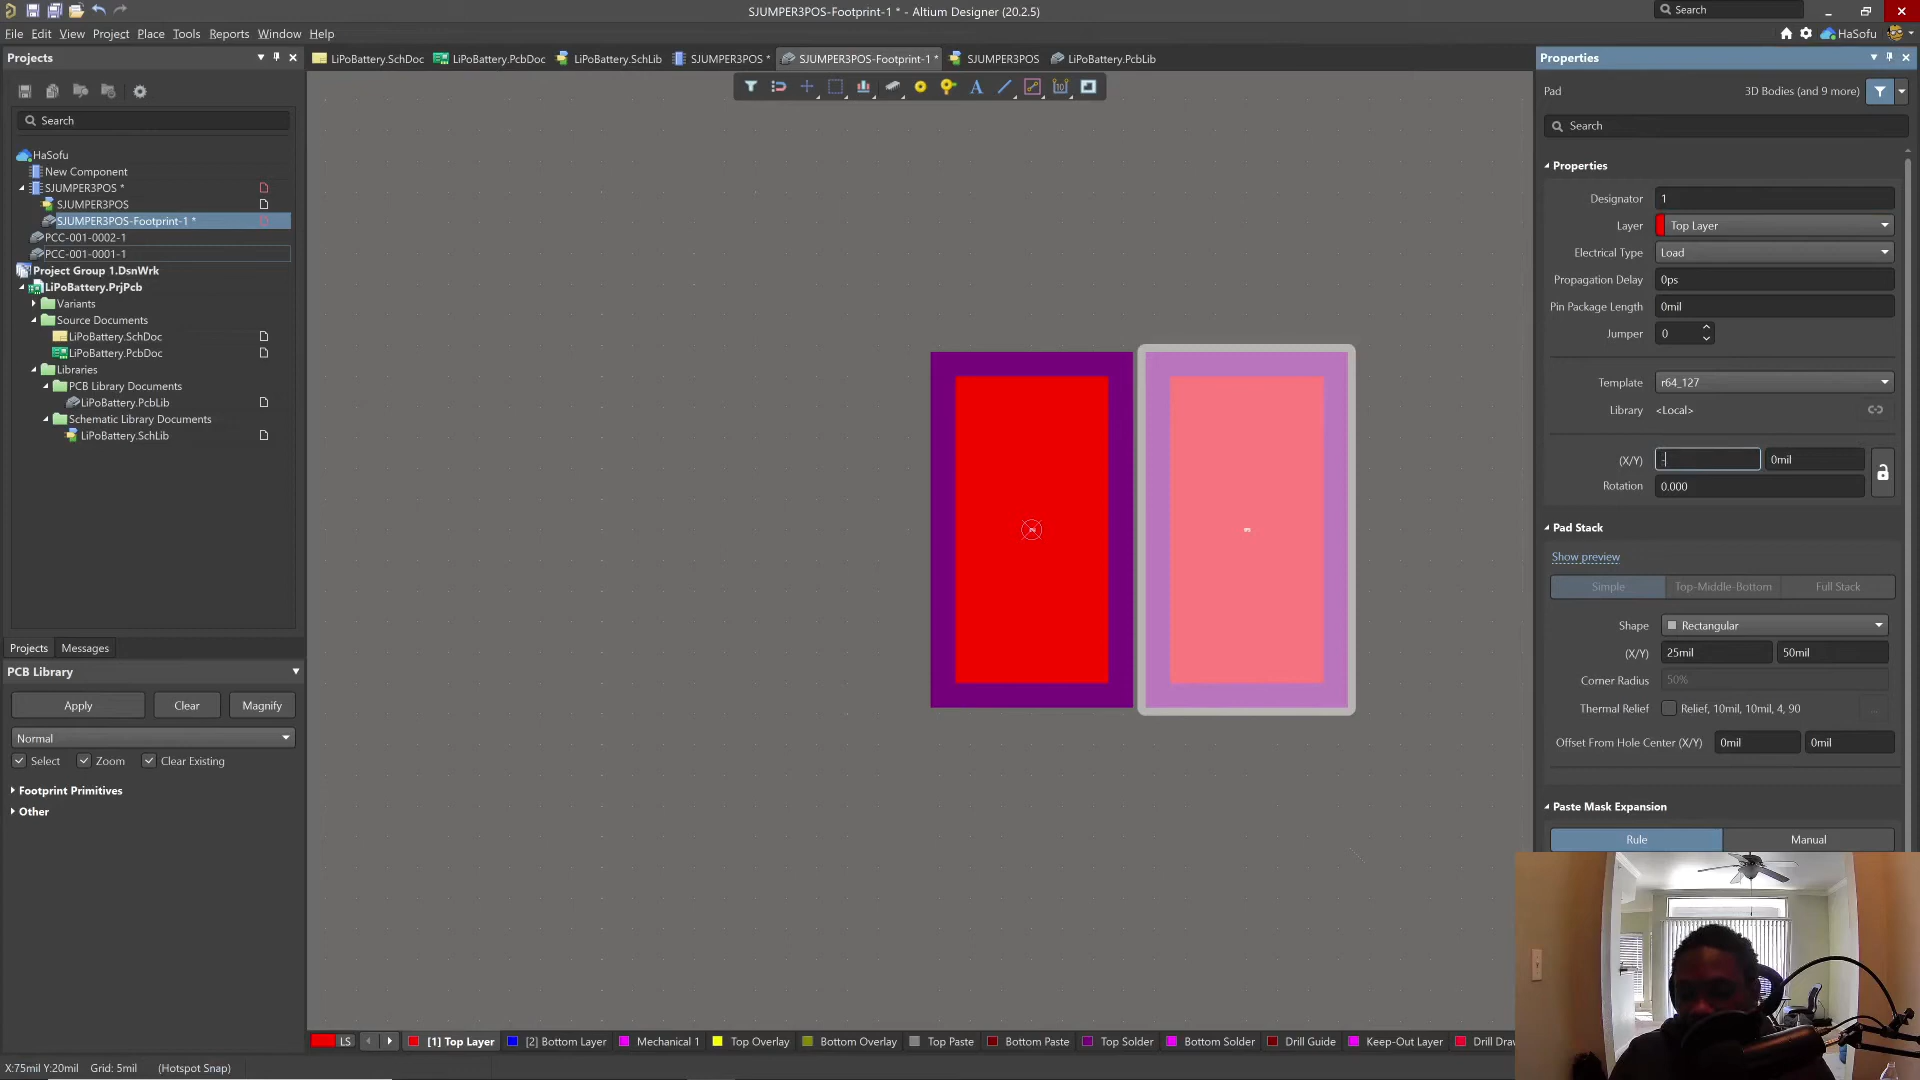 SJUMPER3POS-Footprint-1 * - Altium Designer (20.2.5)
Search
File Edit View Project Place Tools Reports Window Help
HaSofu
Projects
LiPoBattery.SchDoc LiPoBattery.PcbDoc LiPoBattery.SchLib SJUMPER3POS * SJUMPER3POS-Footprint-1 * SJUMPER3POS LiPoBattery.PcbLib
Properties
Pad
3D Bodies (and 9 more)
Search
Search
HaSofu
New Component
SJUMPER3POS *
SJUMPER3POS
SJUMPER3POS-Footprint-1 *
PCC-001-0002-1
PCC-001-0001-1
Project Group 1.DsnWrk
LiPoBattery.PrjPcb
Variants
Source Documents
LiPoBattery.SchDoc
LiPoBattery.PcbDoc
Libraries
PCB Library Documents
LiPoBattery.PcbLib
Schematic Library Documents
LiPoBattery.SchLib
Projects Messages
PCB Library
Apply Clear Magnify
Normal
Select Zoom Clear Existing
Footprint Primitives
Other
Properties
Designator 1
Layer Top Layer
Electrical Type Load
Propagation Delay 0ps
Pin Package Length 0mil
Jumper 0
Template r64_127
Library <Local>
(X/Y) - 0mil
Rotation 0.000
Pad Stack
Show preview
Simple Top-Middle-Bottom Full Stack
Shape Rectangular
(X/Y) 25mil 50mil
Corner Radius 50%
Thermal Relief Relief, 10mil, 10mil, 4, 90
Offset From Hole Center (X/Y) 0mil 0mil
Paste Mask Expansion
Rule Manual
LS [1] Top Layer [2] Bottom Layer Mechanical 1 Top Overlay Bottom Overlay Top Paste Bottom Paste Top Solder Bottom Solder Drill Guide Keep-Out Layer Drill Dra
X:75mil Y:20mil Grid: 5mil (Hotspot Snap)